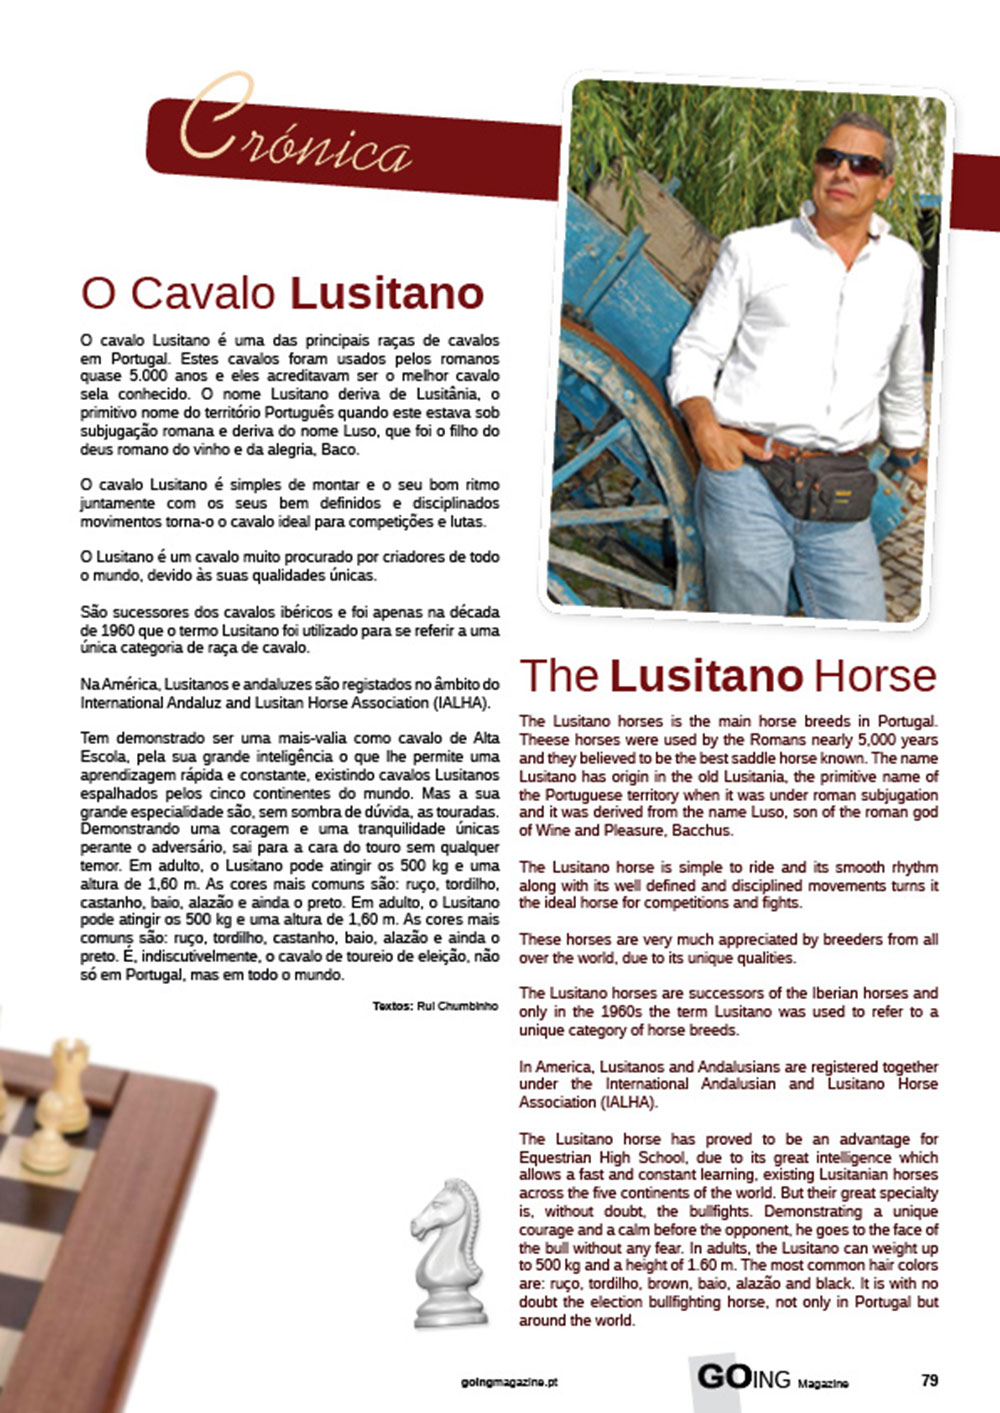 Crónica
O Cavalo Lusitano
O cavalo Lusitano é uma das principais raças de cavalos
em Portugal. Estes cavalos foram usados pelos romanos
quase 5.000 anos e eles acreditavam ser o melhor cavalo
sela conhecido. O nome Lusitano deriva de Lusitânia, o
primitivo nome do território Português quando este estava sob
subjugação romana e deriva do nome Luso, que foi o filho do
deus romano do vinho e da alegria, Baco.
O cavalo Lusitano é simples de montar e o seu bom ritmo
juntamente com os seus bem definidos e disciplinados
movimentos torna-o o cavalo ideal para competições e lutas.
O Lusitano é um cavalo muito procurado por criadores de todo
o mundo, devido às suas qualidades únicas.
São sucessores dos cavalos ibéricos e foi apenas na década
de 1960 que o termo Lusitano foi utilizado para se referir a uma
única categoria de raça de cavalo.
Na América, Lusitanos e andaluzes são registados no âmbito do
International Andaluz and Lusitan Horse Association (IALHA).
Tem demonstrado ser uma mais-valia como cavalo de Alta
Escola, pela sua grande inteligência o que lhe permite uma
aprendizagem rápida e constante, existindo cavalos Lusitanos
espalhados pelos cinco continentes do mundo. Mas a sua
grande especialidade são, sem sombra de dúvida, as touradas.
Demonstrando uma coragem e uma tranquilidade únicas
perante o adversário, sai para a cara do touro sem qualquer
temor. Em adulto, o Lusitano pode atingir os 500 kg e uma
altura de 1,60 m. As cores mais comuns são: ruço, tordilho,
castanho, baio, alazão e ainda o preto. Em adulto, o Lusitano
pode atingir os 500 kg e uma altura de 1,60 m. As cores mais
comuns são: ruço, tordilho, castanho, baio, alazão e ainda o
preto. É, indiscutivelmente, o cavalo de toureio de eleição, não
só em Portugal, mas em todo o mundo.
Textos: Rui Chumbinho
The Lusitano Horse
The Lusitano horses is the main horse breeds in Portugal.
Theese horses were used by the Romans nearly 5,000 years
and they believed to be the best saddle horse known. The name
Lusitano has origin in the old Lusitania, the primitive name of
the Portuguese territory when it was under roman subjugation
and it was derived from the name Luso, son of the roman god
of Wine and Pleasure, Bacchus.
The Lusitano horse is simple to ride and its smooth rhythm
along with its well defined and disciplined movements turns it
the ideal horse for competitions and fights.
These horses are very much appreciated by breeders from all
over the world, due to its unique qualities.
The Lusitano horses are successors of the Iberian horses and
only in the 1960s the term Lusitano was used to refer to a
unique category of horse breeds.
In America, Lusitanos and Andalusians are registered together
under the International Andalusian and Lusitano Horse
Association (IALHA).
The Lusitano horse has proved to be an advantage for
Equestrian High School, due to its great intelligence which
allows a fast and constant learning, existing Lusitanian horses
across the five continents of the world. But their great specialty
is, without doubt, the bullfights. Demonstrating a unique
courage and a calm before the opponent, he goes to the face of
the bull without any fear. In adults, the Lusitano can weight up
to 500 kg and a height of 1.60 m. The most common hair colors
are: ruço, tordilho, brown, baio, alazão and black. It is with no
doubt the election bullfighting horse, not only in Portugal but
around the world.
goingmagazine.pt
GOING Magazine
79